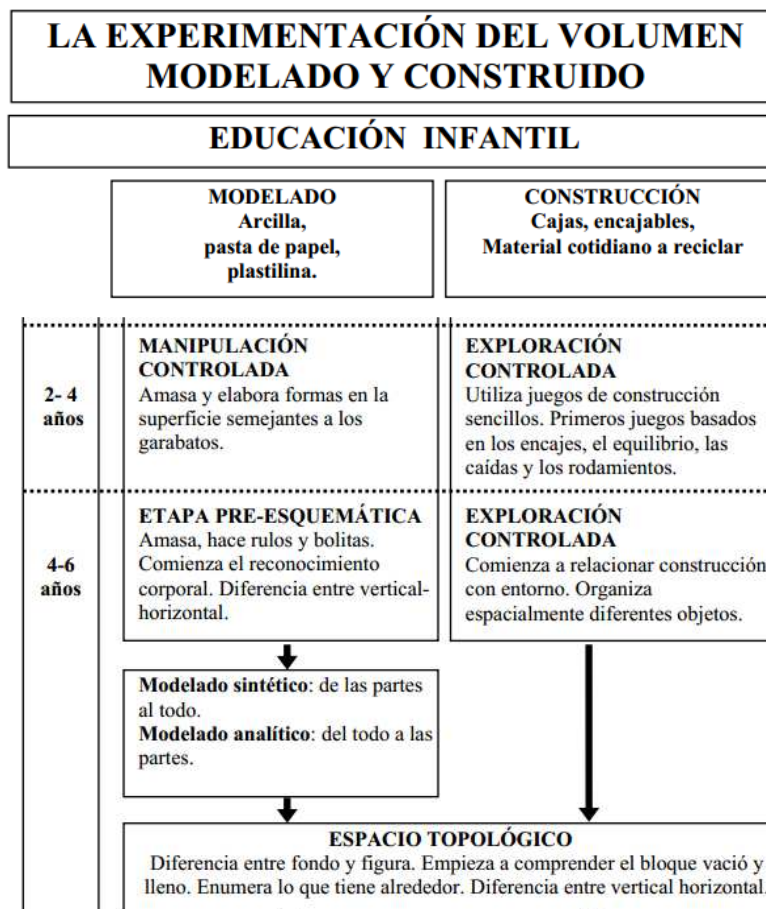 LA EXPERIMENTACIÓN DEL VOLUMEN
MODELADO Y CONSTRUIDO
EDUCACIÓN INFANTIL
MODELADO
Arcilla,
pasta de papel,
plastilina.
CONSTRUCCIÓN
Cajas, encajables,
Material cotidiano a reciclar
2- 4
años
MANIPULACIÓN
CONTROLADA
Amasa y elabora formas en la
superficie semejantes a los
garabatos.
EXPLORACIÓN
CONTROLADA
Utiliza juegos de construcción
sencillos. Primeros juegos basados
en los encajes, el equilibrio, las
caídas y los rodamientos.
4-6
años
ETAPA PRE-ESQUEMÁTICA
Amasa, hace rulos y bolitas.
Comienza el reconocimiento
corporal. Diferencia entre vertical-
horizontal.
EXPLORACIÓN
CONTROLADA
Comienza a relacionar construcción
con entorno. Organiza
espacialmente diferentes objetos.
Modelado sintético: de las partes
al todo.
Modelado analítico: del todo a las
partes.
ESPACIO TOPOLÓGICO
Diferencia entre fondo y figura. Empieza a comprender el bloque vació y
lleno. Enumera lo que tiene alrededor. Diferencia entre vertical horizontal.